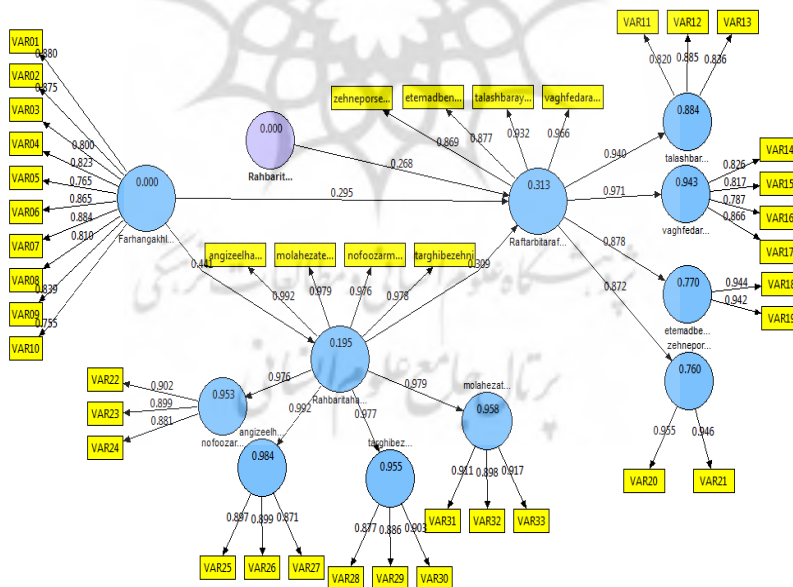 VAR01
0.880
VAR02
0.875
VAR03
0.800
VAR04
0.823
VAR05
0.765
VAR06
0.865
VAR07
0.884
VAR08
0.810
VAR09
0.839
VAR10
0.755
0.000
Farhangakhl...
0.000
Rahbarit...
0.268
0.295
0.441
zehneporse...
etemadben...
talashbaray...
vaghfedara...
0.869
0.877
0.932
0.966
0.313
Raftarbitaraf...
0.940
0.971
0.878
0.872
VAR11
VAR12
VAR13
0.820
0.885
0.836
0.884
talashbar...
0.943
vaghfedar...
0.826
0.817
0.787
0.866
VAR14
VAR15
VAR16
VAR17
0.770
etemadbe...
0.944
0.942
VAR18
VAR19
zehnepor...
0.760
0.955
0.946
VAR20
VAR21
angizeelha...
molahezate...
nofoozarm...
targhibezehni
0.992
0.979
0.976
0.978
0.195
Rahbaritaha...
0.976
0.992
0.977
0.979
VAR22
VAR23
VAR24
0.902
0.899
0.881
0.953
nofoozar...
angizeelh...
0.984
0.897
0.899
0.871
VAR25
VAR26
VAR27
targhibez...
0.955
0.877
0.886
0.903
VAR28
VAR29
VAR30
molahezat...
0.958
0.911
0.898
0.917
VAR31
VAR32
VAR33
پژوهشگاه علوم انسانی و مطالعات فرهنگی
پرتال جامع علوم انسانی